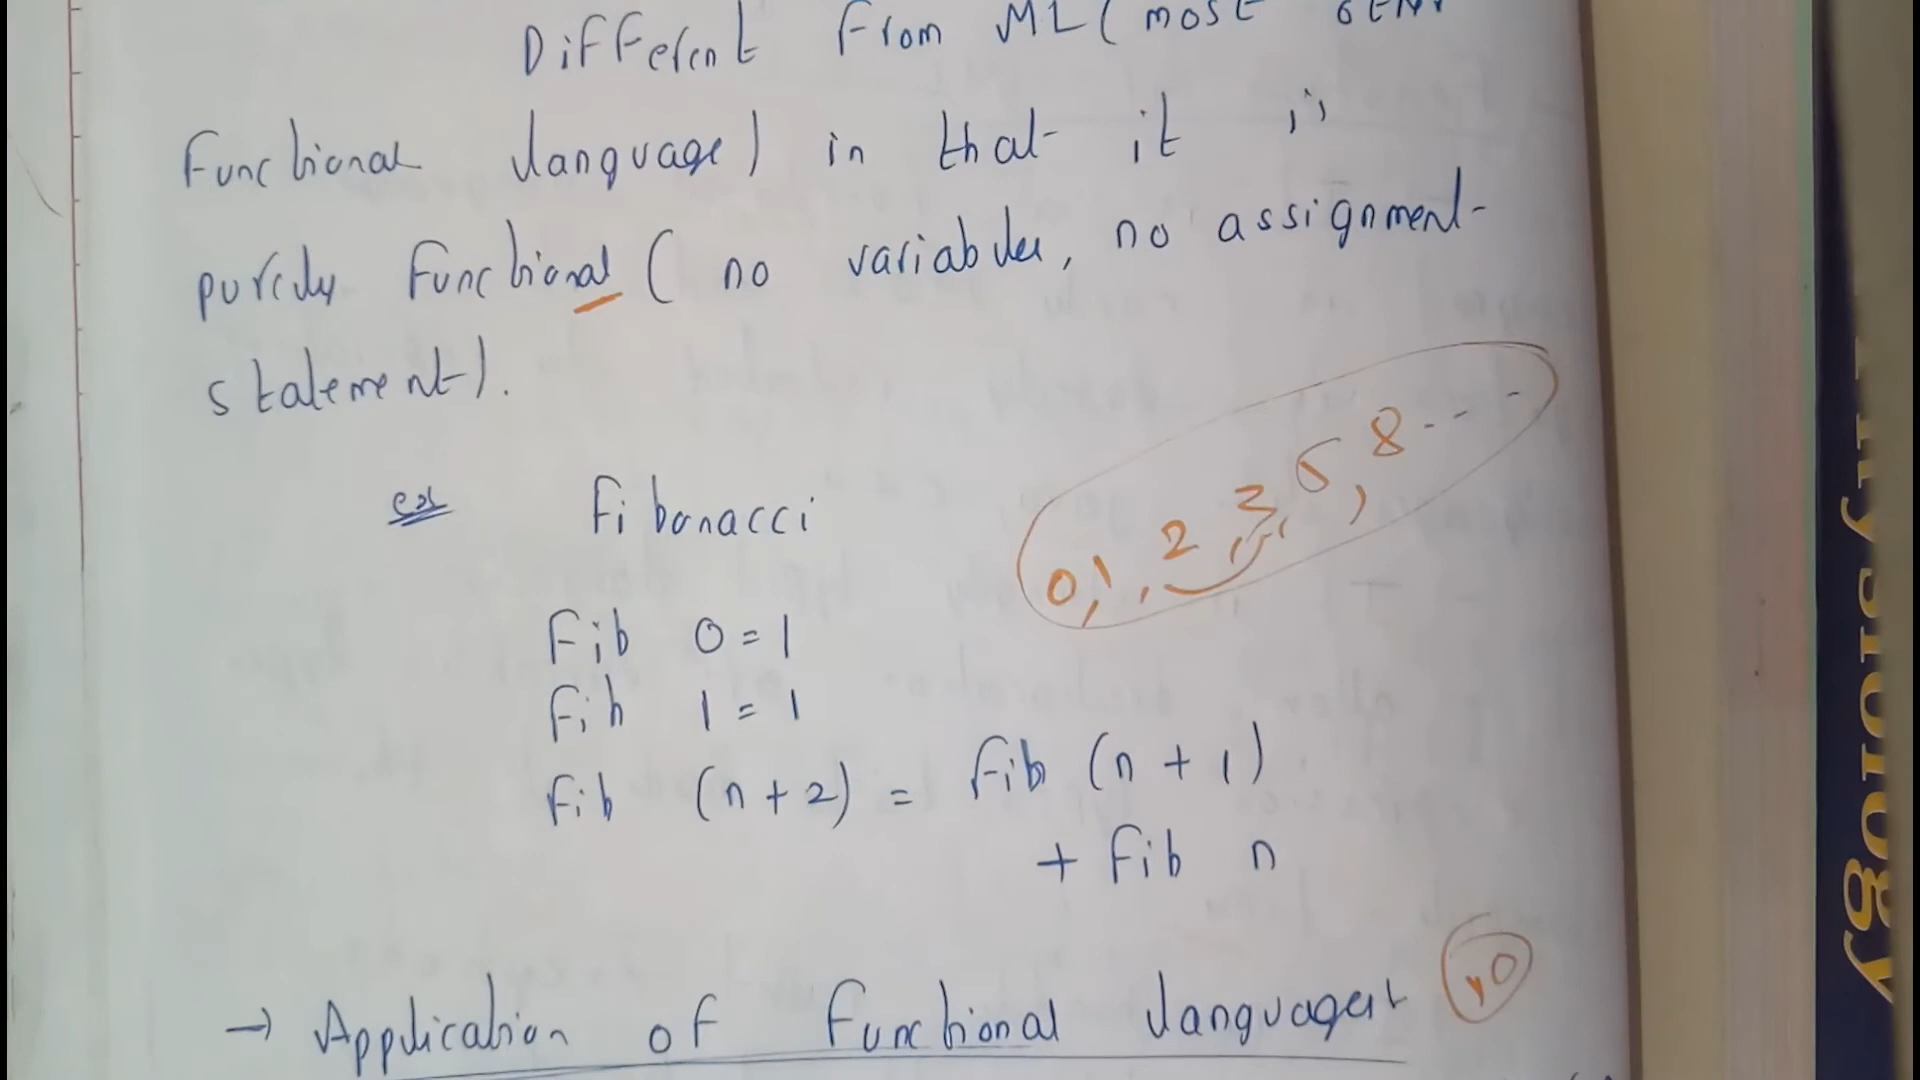 Different from ML (most other
functional language) in that it is
purely functional ( no variables, no assignment
statement).
ex Fibonacci
0, 1, 2, 3, 5, 8 - - -
Fib 0 = 1
Fib 1 = 1
Fib (n + 2) = Fib (n + 1)
+ Fib n
→ Application of Functional languages
ysiology